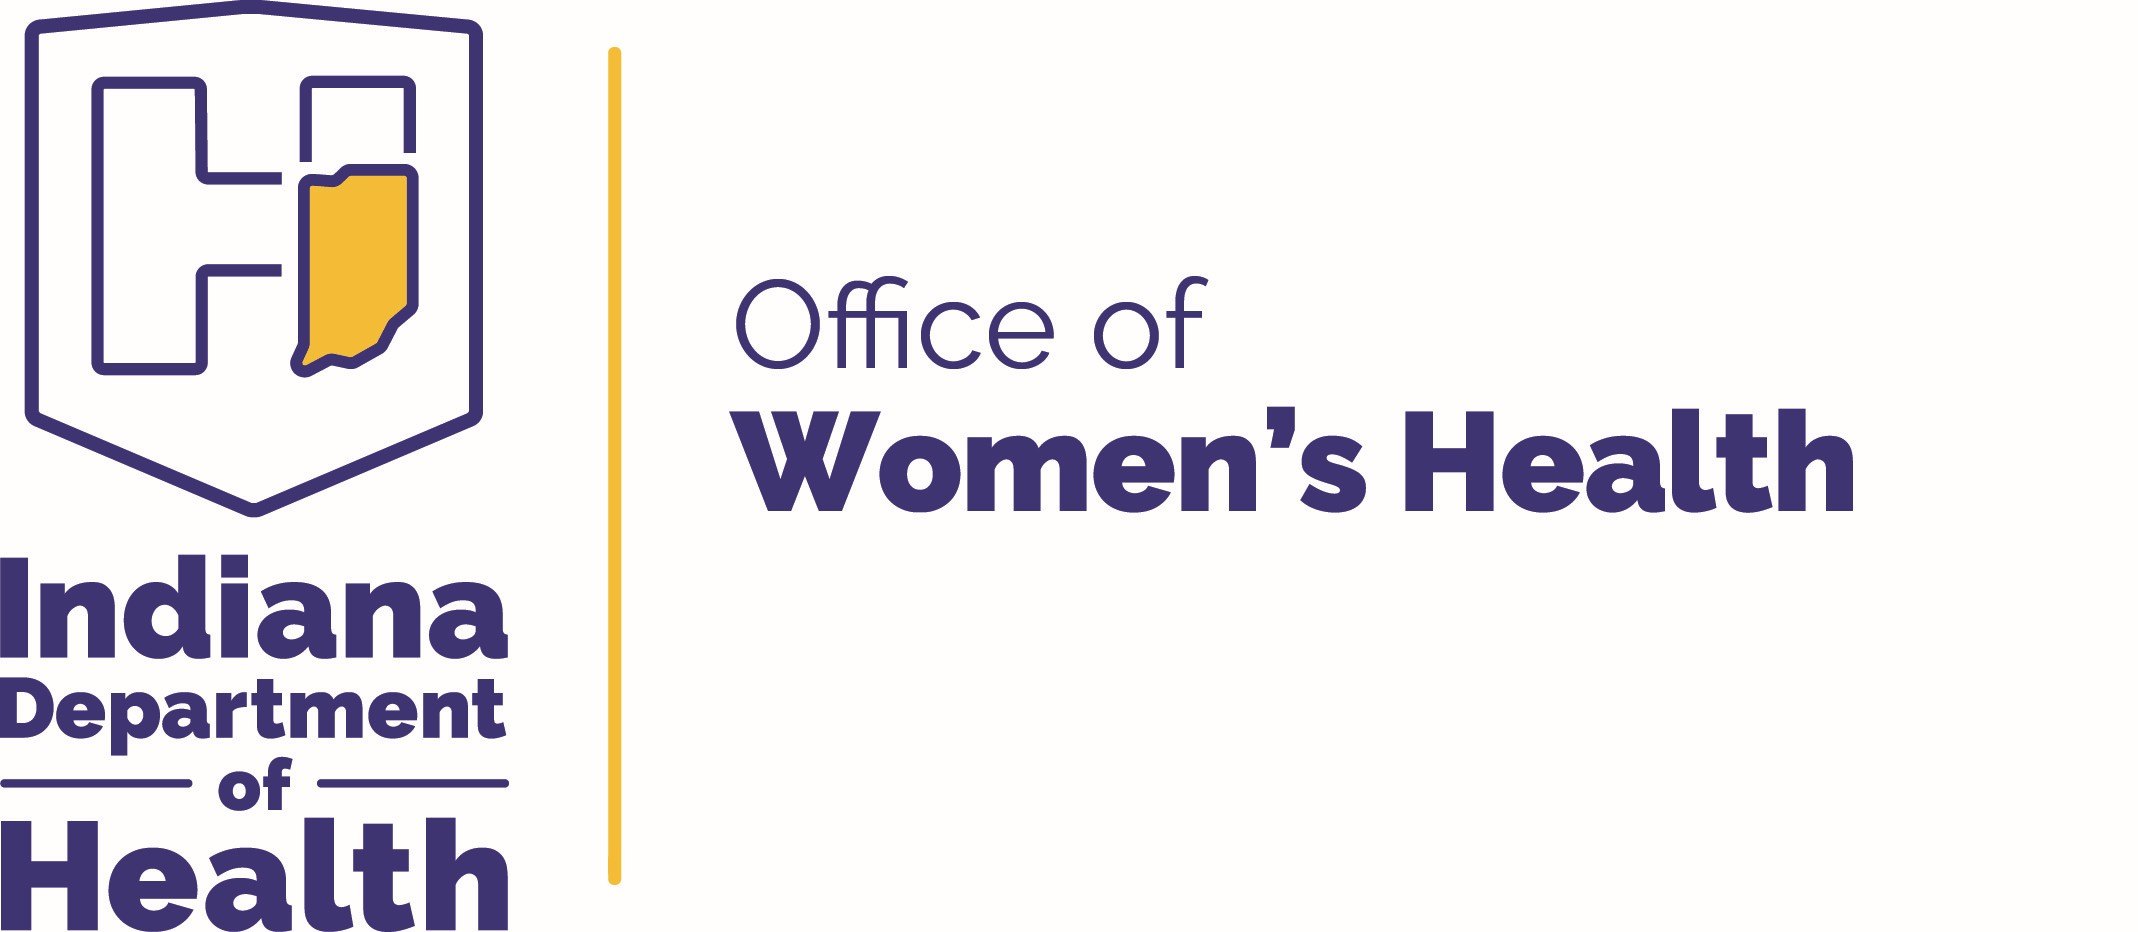 Indiana
Department
of
Health
Office of
Women’s Health